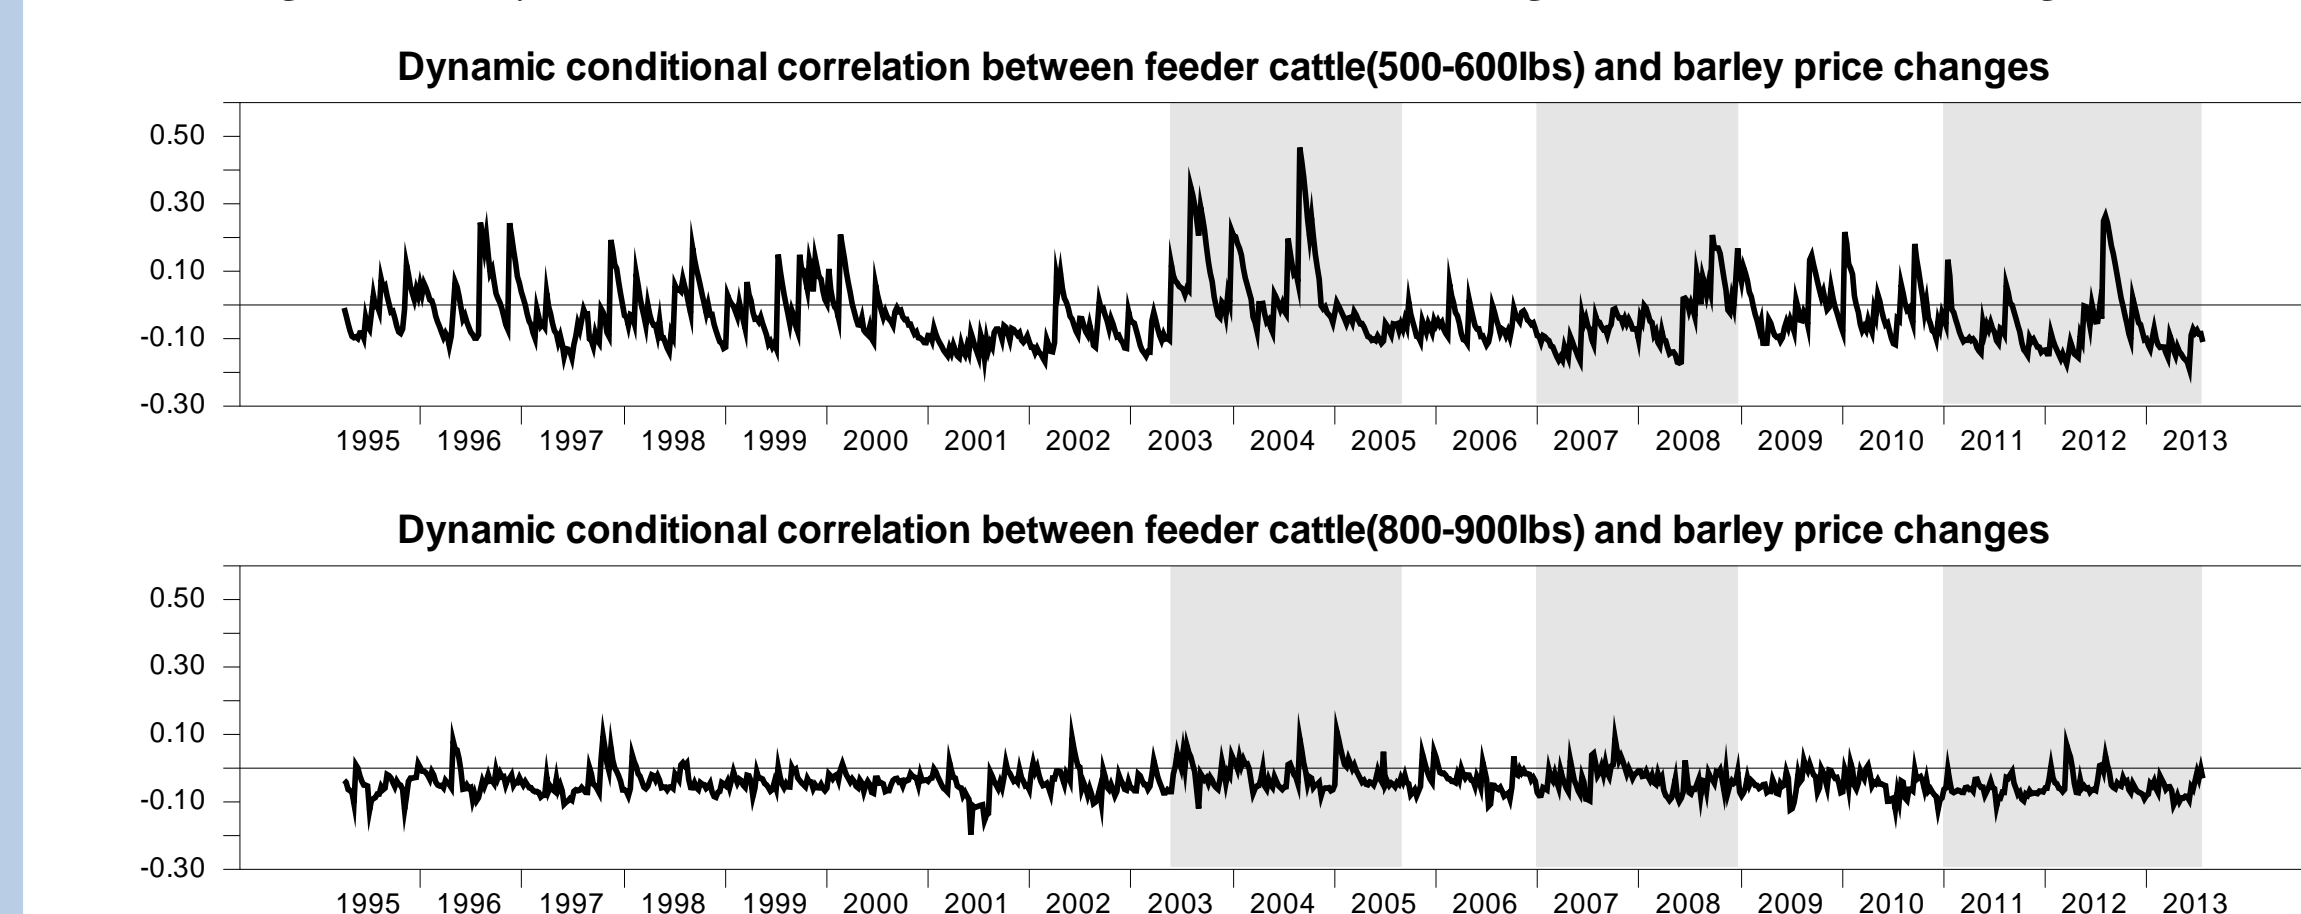 Dynamic conditional correlation between feeder cattle(500-600lbs) and barley price changes
0.50
0.30
0.10
-0.10
-0.30
1995 1996 1997 1998 1999 2000 2001 2002 2003 2004 2005 2006 2007 2008 2009 2010 2011 2012 2013
Dynamic conditional correlation between feeder cattle(800-900lbs) and barley price changes
0.50
0.30
0.10
-0.10
-0.30
1995 1996 1997 1998 1999 2000 2001 2002 2003 2004 2005 2006 2007 2008 2009 2010 2011 2012 2013